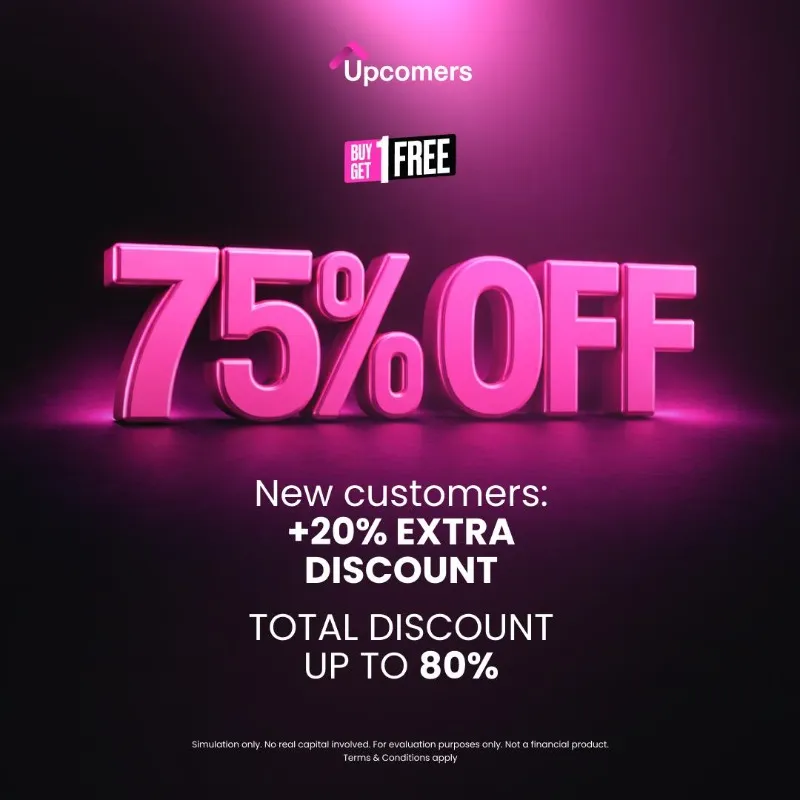 Upcomers
BUY 1 FREE
GET
75% OFF
New customers:
+20% EXTRA
DISCOUNT
TOTAL DISCOUNT
UP TO 80%
Simulation only. No real capital involved. For evaluation purposes only. Not a financial product.
Terms & Conditions apply